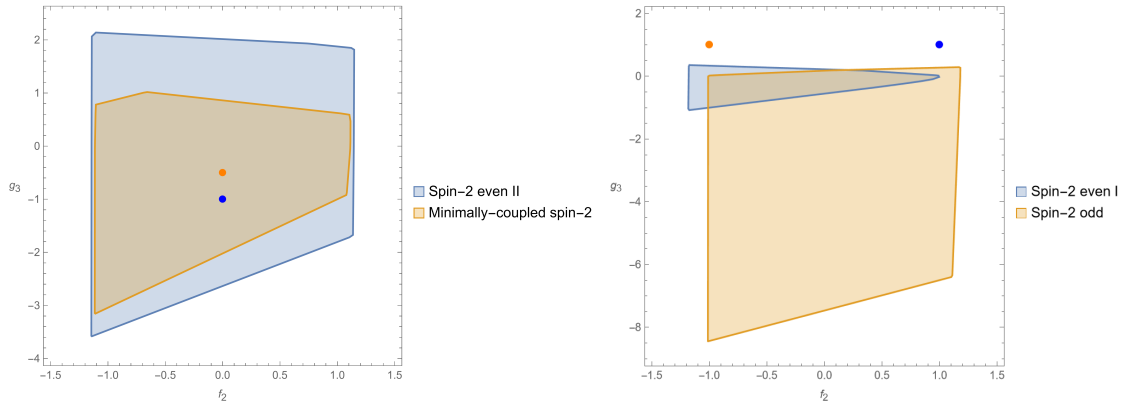 2
1
0
g3
−1
−2
−3
−4
−1.5 −1.0 −0.5 0.0 0.5 1.0 1.5
f2
Spin−2 even II
Minimally−coupled spin−2
2
0
−2
g3
−4
−6
−8
−1.5 −1.0 −0.5 0.0 0.5 1.0 1.5
f2
Spin−2 even I
Spin−2 odd